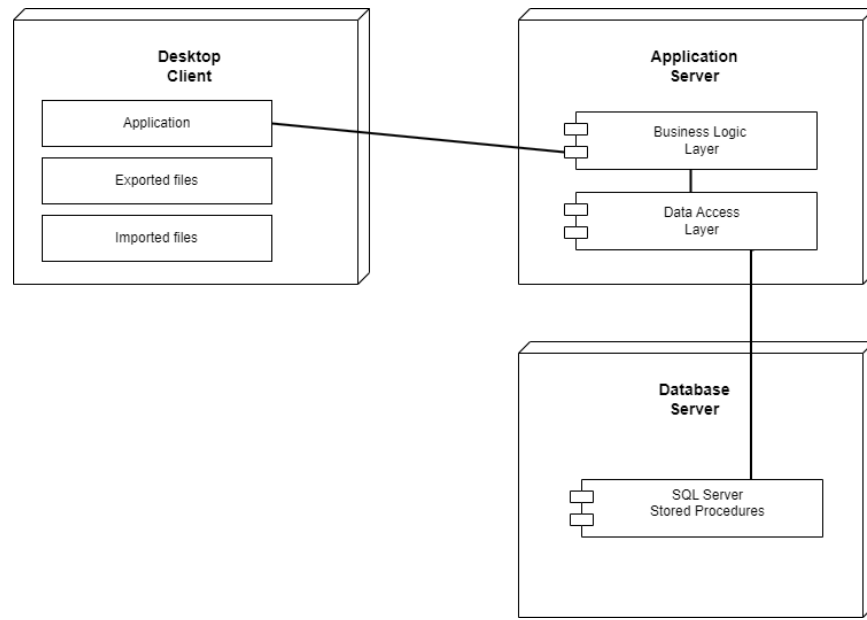 Desktop
Client
Application
Exported files
Imported files
Application
Server
Business Logic
Layer
Data Access
Layer
Database
Server
SQL Server
Stored Procedures